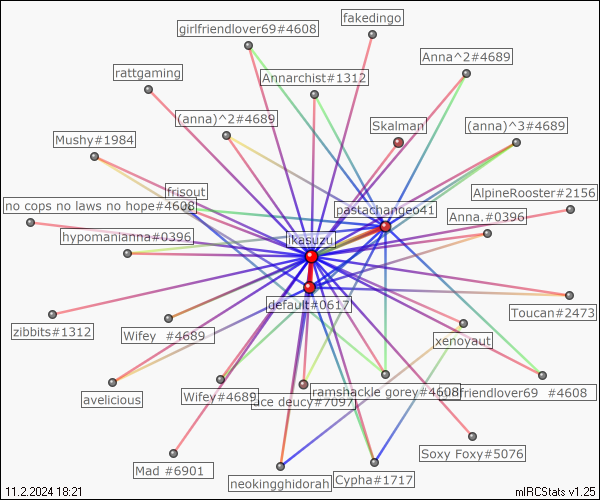 fakedingo
girlfriendlover69#4608
Anna^2#4689
rattgaming
Annarchist#1312
(anna)^2#4689
Skalman
(anna)^3#4689
Mushy#1984
frisout
AlpineRooster#2156
no cops no laws no hope#4608
pastachangeo41
Anna.#0396
hypomanianna#0396
ikasuzu
default#0617
Toucan#2473
zibbits#1312
Wifey #4689
xenoyaut
avelicious
Wifey#4689
deucy#7097
ramshackle gorey#4608
friendlover69 #4608
Soxy Foxy#5076
Mad #6901
neokingghidorah
Cypha#1717
11.2.2024 18:21
mIRCStats v1.25